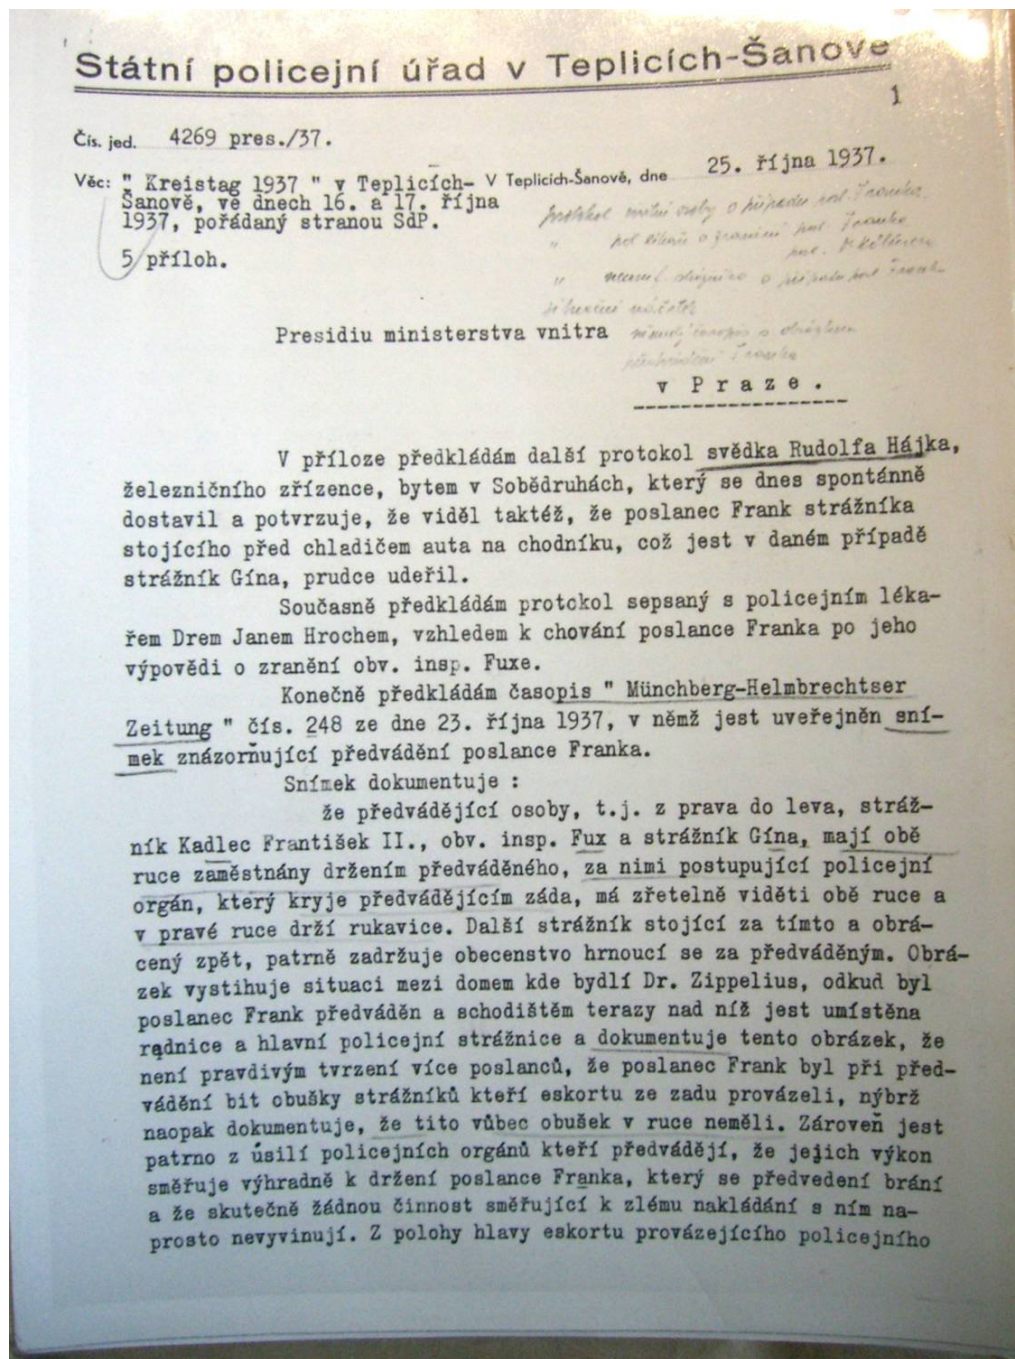 Státní policejní úřad v Teplicích-Šanově
1
Čís. jed. 4269 pres./37.
Věc: " Kreistag 1937 " v Teplicích- V Teplicích-Šanově, dne 25. října 1937.
Šanově, ve dnech 16. a 17. října
1937, pořádaný stranou SdP.
5 příloh.
Presidiu ministerstva vnitra
v Praze.
V příloze předkládám další protokol svědka Rudolfa Hájka,
železničního zřízence, bytem v Sobědruhách, který se dnes spontánně
dostavil a potvrzuje, že viděl taktéž, že poslanec Frank strážníka
stojícího před chladičem auta na chodníku, což jest v daném případě
strážník Gína, prudce udeřil.
Současně předkládám protokol sepsaný s policejním léka-
řem Drem Janem Hrochem, vzhledem k chování poslance Franka po jeho
výpovědi o zranění obv. insp. Fuxe.
Konečně předkládám časopis " Münchberg-Helmbrechtser
Zeitung " čís. 248 ze dne 23. října 1937, v němž jest uveřejněn sní-
mek znázorňující předvádění poslance Franka.
Snímek dokumentuje :
že předvádějící osoby, t.j. z prava do leva, stráž-
ník Kadlec František II., obv. insp. Fux a strážník Gína, mají obě
ruce zaměstnány držením předváděného, za nimi postupující policejní
orgán, který kryje předvádějícím záda, má zřetelně viděti obě ruce a
v pravé ruce drží rukavice. Další strážník stojící za tímto a obrá-
cený zpět, patrně zadržuje obecenstvo hrnoucí se za předváděným. Obrá-
zek vystihuje situaci mezi domem kde bydlí Dr. Zippelius, odkud byl
poslanec Frank předváděn a schodištěm terazy nad níž jest umístěna
radnice a hlavní policejní strážnice a dokumentuje tento obrázek, že
není pravdivým tvrzení více poslanců, že poslanec Frank byl při před-
vádění bit obušky strážníků kteří eskortu ze zadu provázeli, nýbrž
naopak dokumentuje, že tito vůbec obušek v ruce neměli. Zároveň jest
patrno z úsilí policejních orgánů kteří předvádějí, že jejich výkon
směřuje výhradně k držení poslance Franka, který se předvedení brání
a že skutečně žádnou činnost směřující k zlému nakládání s ním na-
prosto nevyvinují. Z polohy hlavy eskortu provázejícího policejního